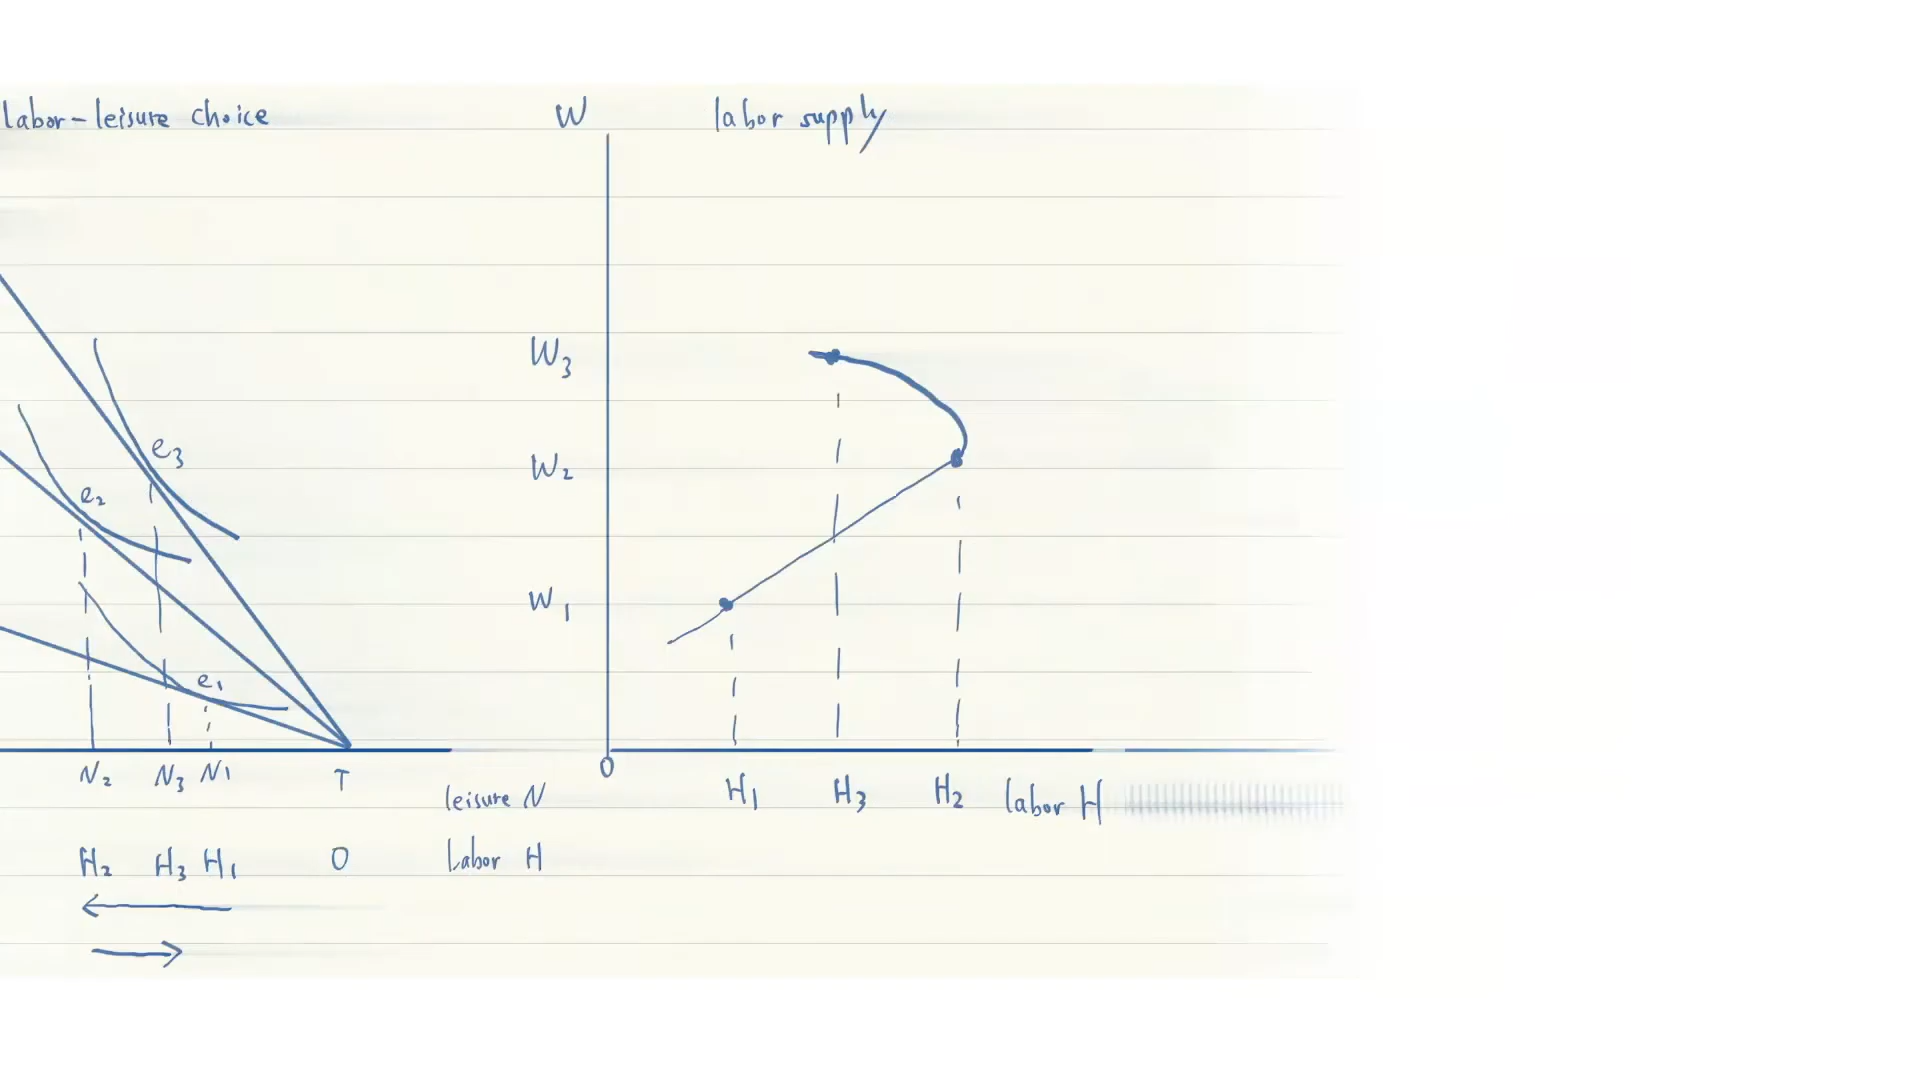 labor-leisure choice
W
labor supply
W3
e3
W2
e2
W1
e1
0
N2 N3 N1 T
leisure N
H1 H3 H2 labor H
H2 H3 H1 0 Labor H